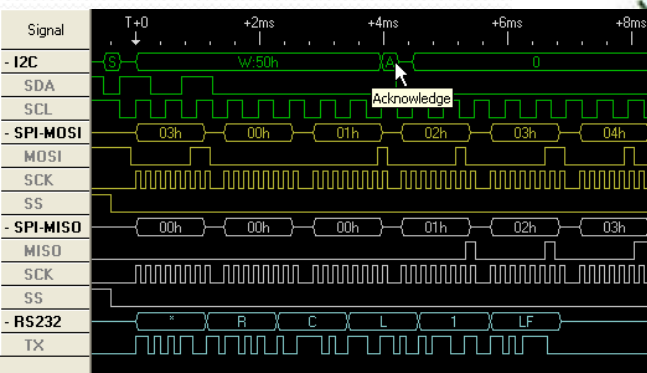 Signal T+0 +2ms +4ms +6ms +8ms
- I2C S W:50h A 0
SDA
Acknowledge
SCL
- SPI-MOSI 03h 00h 01h 02h 03h 04h
MOSI
SCK
SS
- SPI-MISO 00h 00h 00h 01h 02h 03h
MISO
SCK
SS
- RS232 * R C L 1 LF
TX